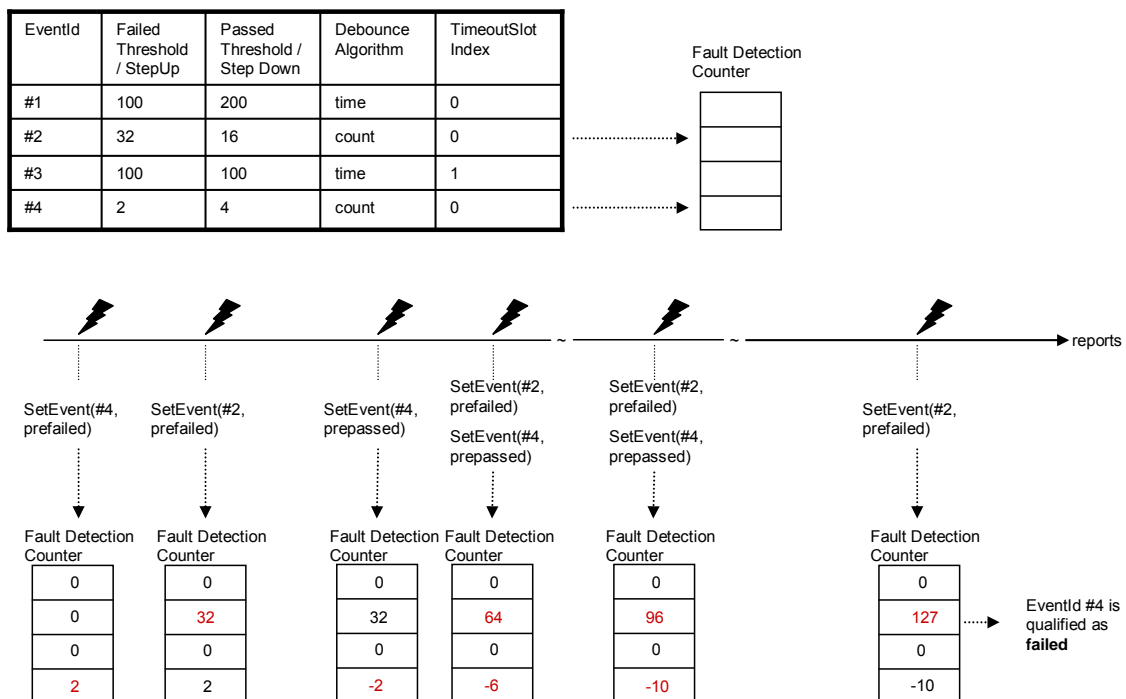 EventId Failed Threshold / StepUp Passed Threshold / Step Down Debounce Algorithm TimeoutSlot Index
#1 100 200 time 0
#2 32 16 count 0
#3 100 100 time 1
#4 2 4 count 0
Fault Detection
Counter
~ ~ reports
SetEvent(#4,
prefailed)
SetEvent(#2,
prefailed)
SetEvent(#4,
prepassed)
SetEvent(#2,
prefailed)
SetEvent(#4,
prepassed)
SetEvent(#2,
prefailed)
SetEvent(#4,
prepassed)
SetEvent(#2,
prefailed)
Fault Detection
Counter
0
0
0
2
Fault Detection
Counter
0
32
0
2
Fault Detection
Counter
0
32
0
-2
Fault Detection
Counter
0
64
0
-6
Fault Detection
Counter
0
96
0
-10
Fault Detection
Counter
0
127
0
-10
EventId #4 is
qualified as
failed